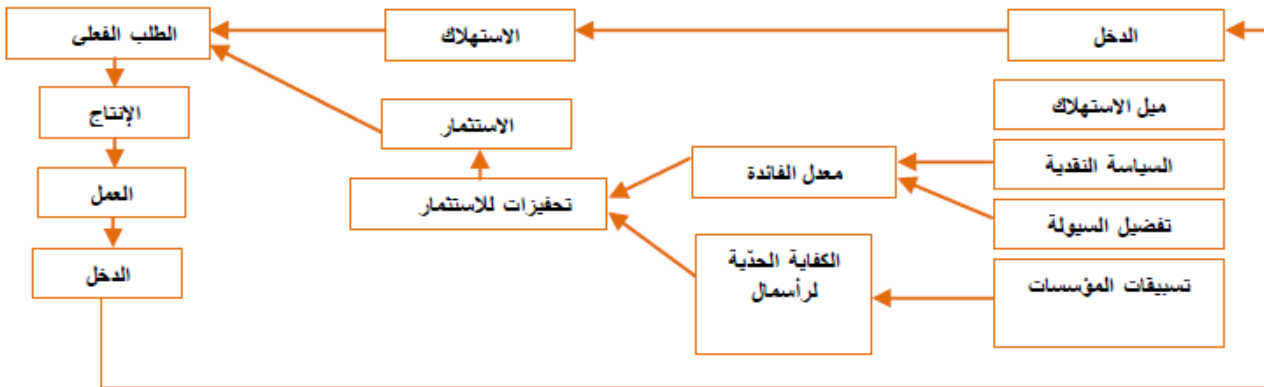 الدخل
الاستهلاك
الطلب الفعلى
ميل الاستهلاك
الإنتاج
الاستثمار
السياسة النقدية
معدل الفائدة
العمل
تحفيزات للاستثمار
تفضيل السيولة
الكفاية الحدّية
لرأسمال
الدخل
تسبيقات المؤسسات